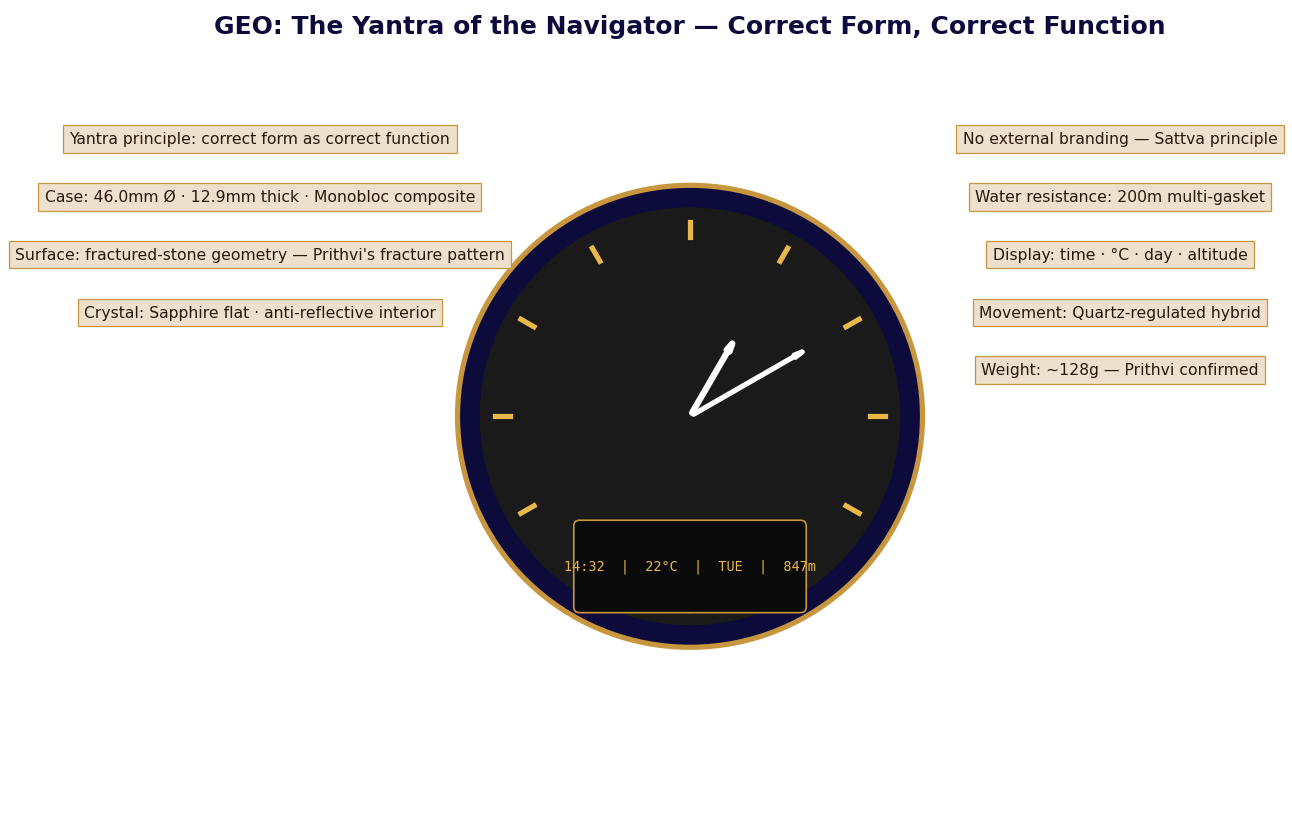 GEO: The Yantra of the Navigator — Correct Form, Correct Function
Yantra principle: correct form as correct function
Case: 46.0mm Ø · 12.9mm thick · Monobloc composite
Surface: fractured-stone geometry — Prithvi's fracture pattern
Crystal: Sapphire flat · anti-reflective interior
No external branding — Sattva principle
Water resistance: 200m multi-gasket
Display: time · °C · day · altitude
Movement: Quartz-regulated hybrid
Weight: ~128g — Prithvi confirmed
14:32 | 22°C | TUE | 847m